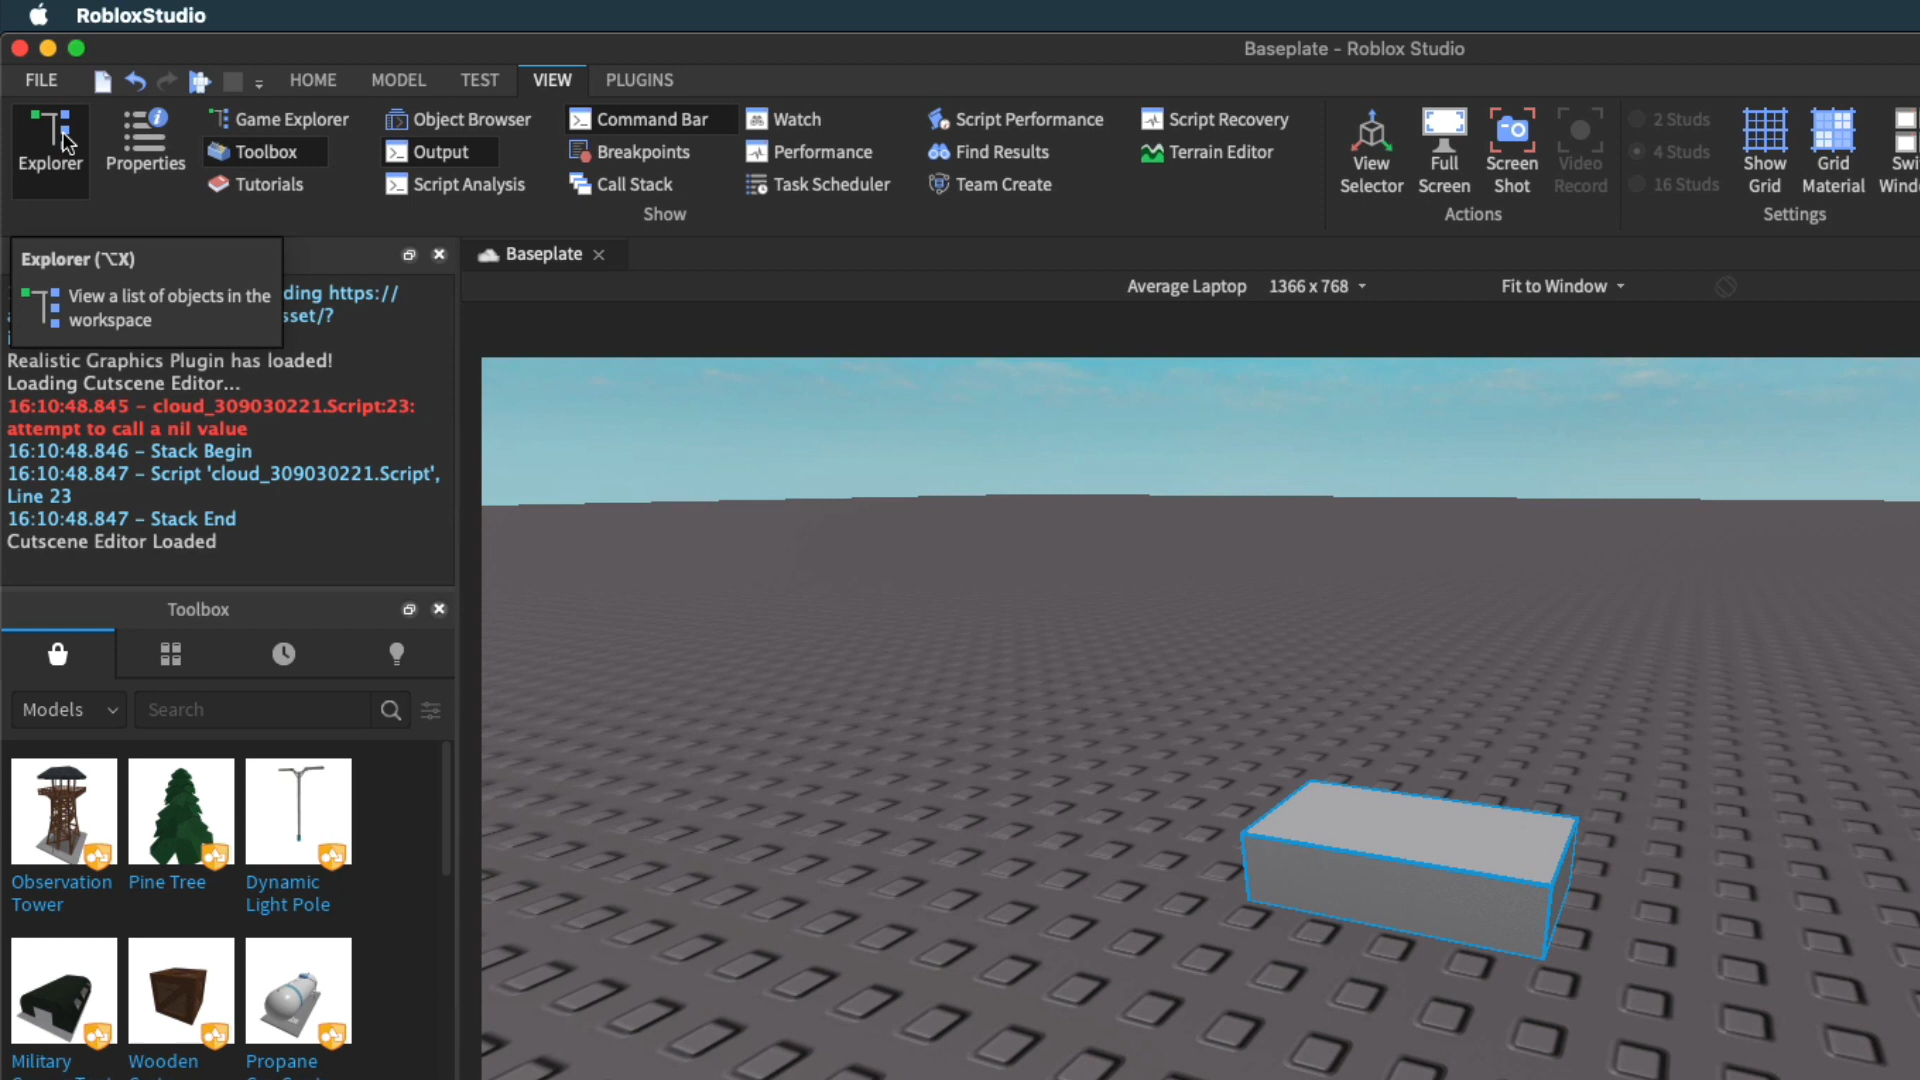 RobloxStudio
Baseplate - Roblox Studio
FILE
HOME
MODEL
TEST
VIEW
PLUGINS
Explorer
Properties
Game Explorer
Toolbox
Tutorials
Object Browser
Output
Script Analysis
Command Bar
Breakpoints
Call Stack
Watch
Performance
Task Scheduler
Script Performance
Find Results
Team Create
Script Recovery
Terrain Editor
Show
View
Selector
Full
Screen
Screen
Shot
Video
Record
Actions
2 Studs
4 Studs
16 Studs
Show
Grid
Grid
Material
Swi
Windo
Settings
Explorer (⌥X)
View a list of objects in the
workspace
ding https://
sset/?
Realistic Graphics Plugin has loaded!
Loading Cutscene Editor...
16:10:48.845 - cloud_309030221.Script:23:
attempt to call a nil value
16:10:48.846 - Stack Begin
16:10:48.847 - Script 'cloud_309030221.Script',
Line 23
16:10:48.847 - Stack End
Cutscene Editor Loaded
Baseplate
Average Laptop
1366 x 768
Fit to Window
Toolbox
Models
Search
Observation
Tower
Pine Tree
Dynamic
Light Pole
Military
Wooden
Propane